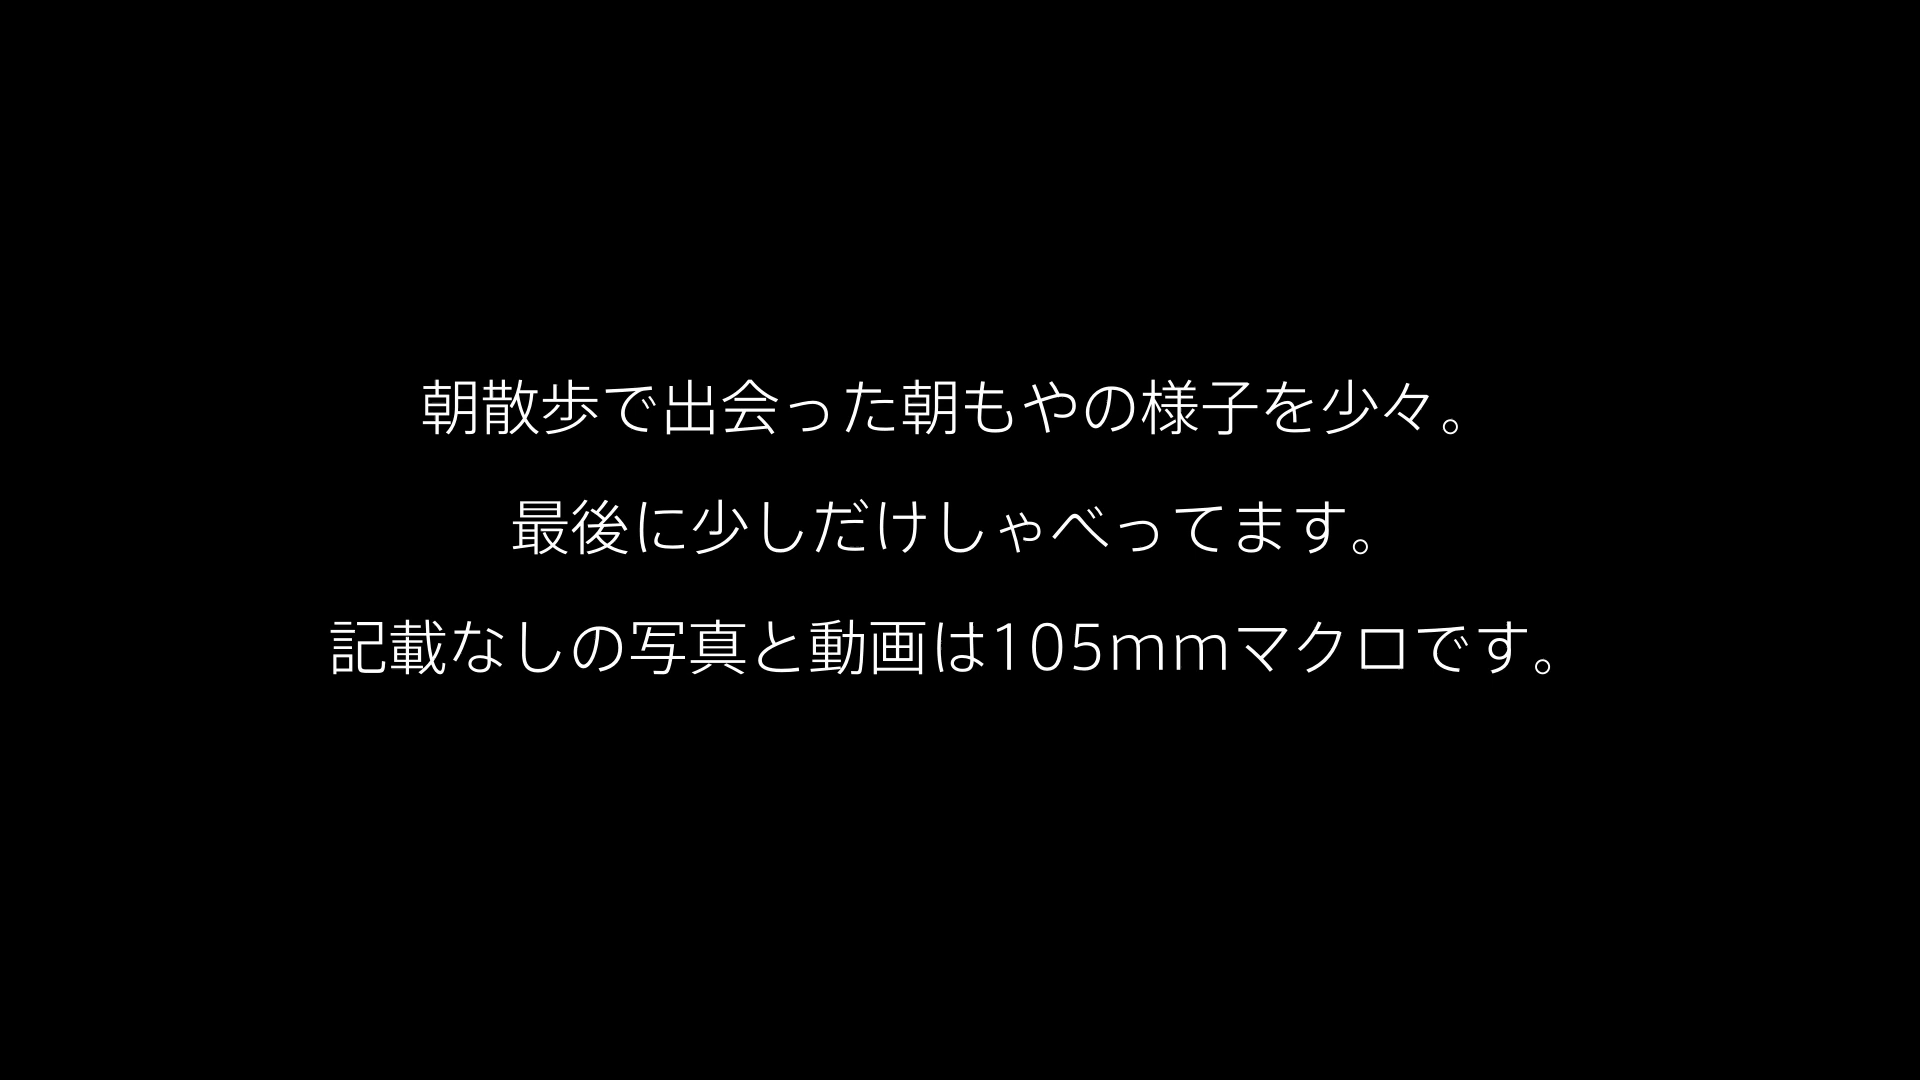 朝散歩で出会った朝もやの様子を少々。
最後に少しだけしゃべってます。
記載なしの写真と動画は105mmマクロです。